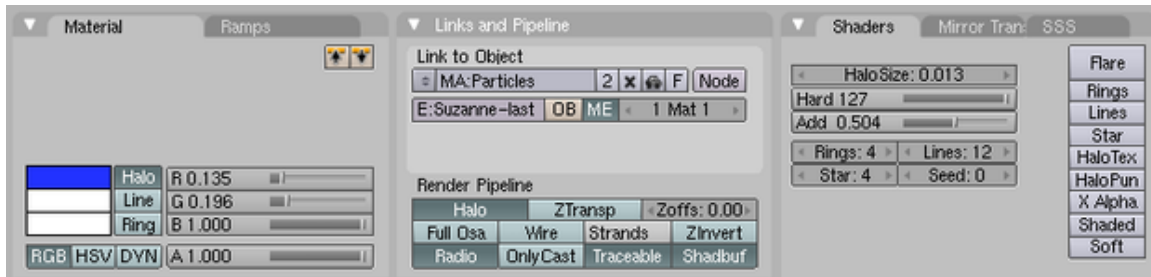 Material Ramps
Halo R 0.135
Line G 0.196
Ring B 1.000
RGB HSV DYN A 1.000
Links and Pipeline
Link to Object
MA:Particles 2 F Node
E:Suzanne-last OB ME 1 Mat 1
Render Pipeline
Halo ZTransp Zoffs: 0.00
Full Osa Wire Strands ZInvert
Radio OnlyCast Traceable Shadbuf
Shaders Mirror Tran SSS
HaloSize: 0.013
Hard 127
Add 0.504
Rings: 4 Lines: 12
Star: 4 Seed: 0
Flare
Rings
Lines
Star
HaloTex
HaloPun
X Alpha
Shaded
Soft